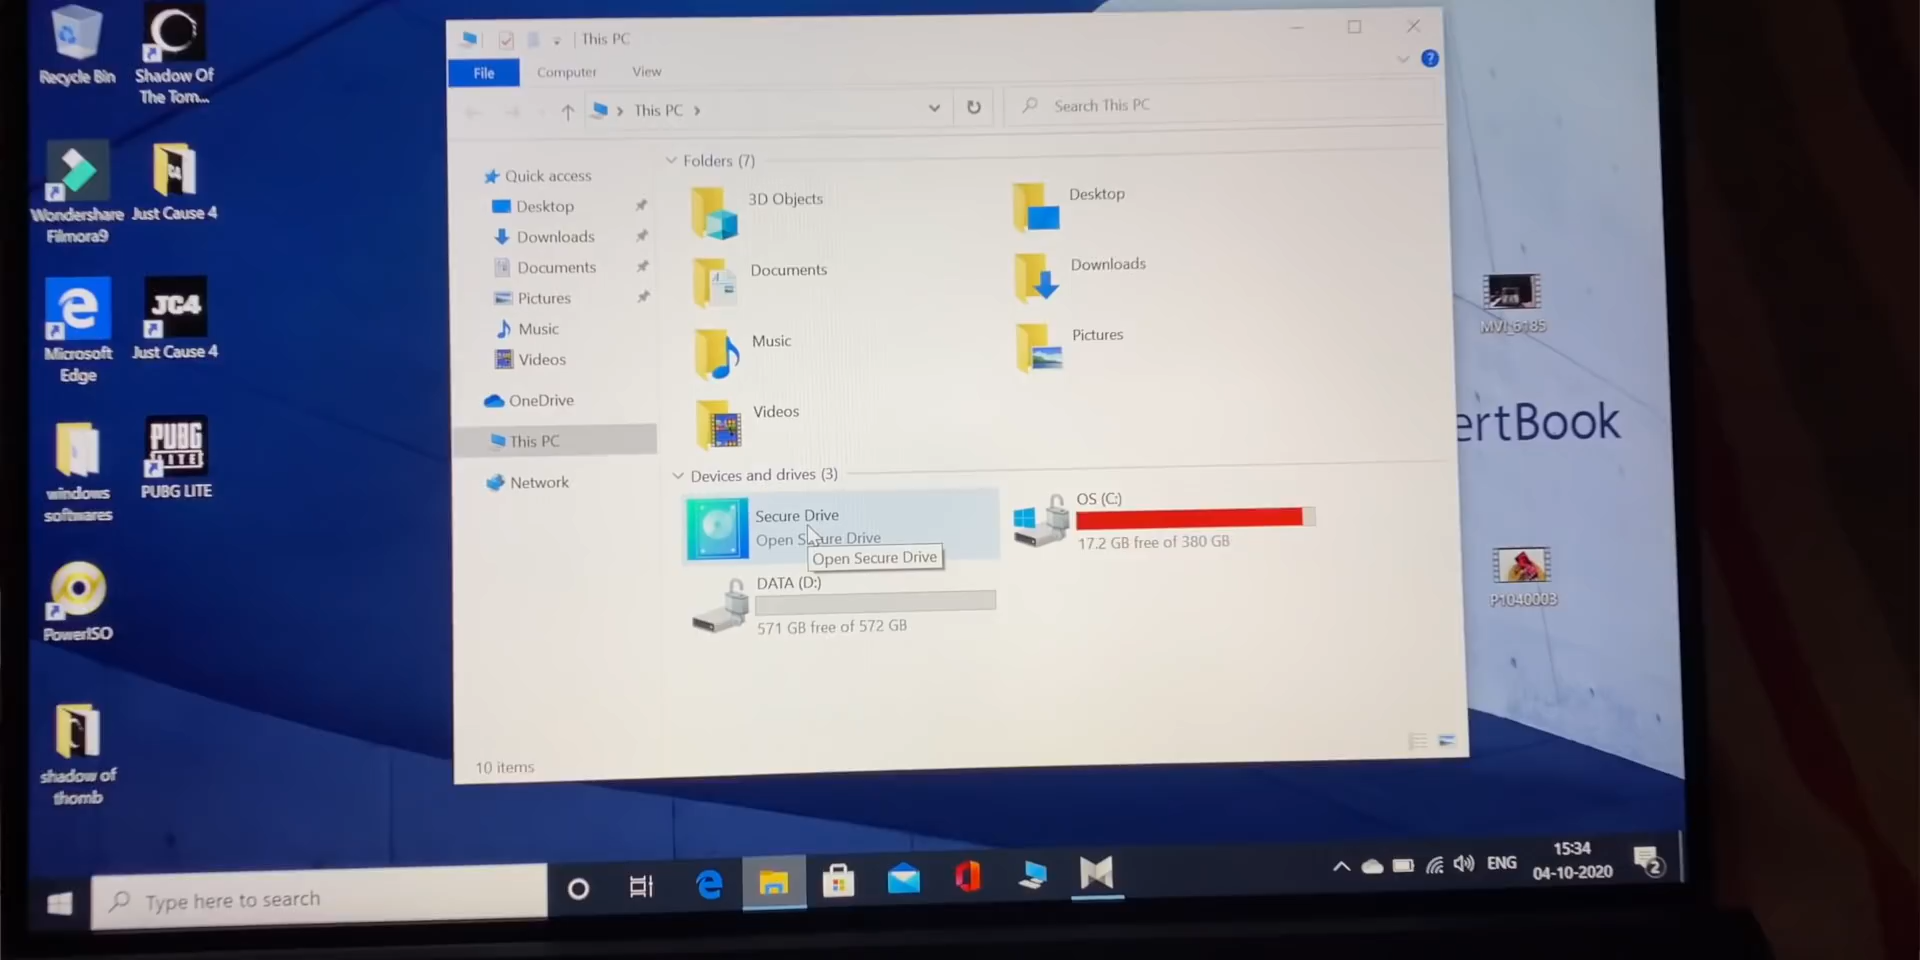 Recycle Bin
Shadow Of
The Tom...
Wondershare
Filmora9
Just Cause 4
Microsoft
Edge
JC4
Just Cause 4
windows
softwares
PUBG
LITE
PUBG LITE
PowerISO
shadow of
thomb
This PC
File
Computer
View
This PC
Search This PC
Quick access
Desktop
Downloads
Documents
Pictures
Music
Videos
OneDrive
This PC
Network
Folders (7)
3D Objects
Desktop
Documents
Downloads
Music
Pictures
Videos
Devices and drives (3)
Secure Drive
Open Secure Drive
Open Secure Drive
OS (C:)
17.2 GB free of 380 GB
DATA (D:)
571 GB free of 572 GB
10 items
ertBook
MVI_6185
P1040003
Type here to search
ENG
15:34
04-10-2020
2